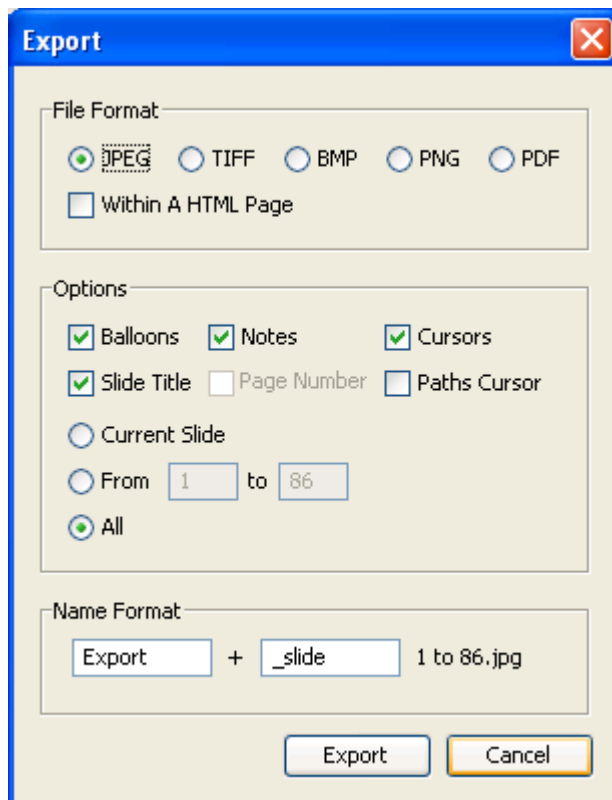 Export
File Format
JPEG TIFF BMP PNG PDF
Within A HTML Page
Options
Balloons Notes Cursors
Slide Title Page Number Paths Cursor
Current Slide
From 1 to 86
All
Name Format
Export + _slide 1 to 86.jpg
Export Cancel